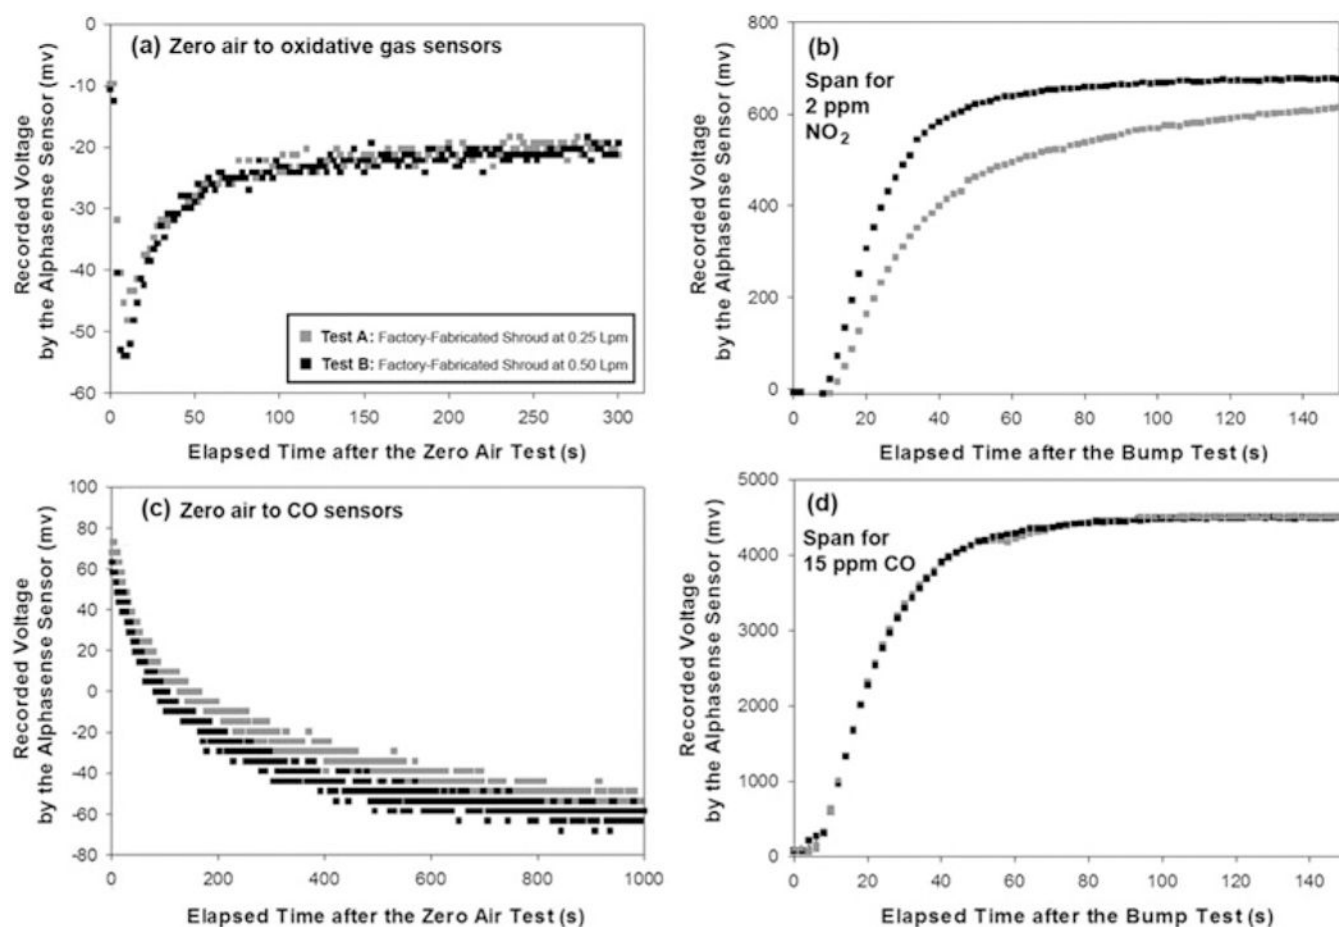 (a) Zero air to oxidative gas sensors
Recorded Voltage
by the Alphasense Sensor (mv)
0
-10
-20
-30
-40
-50
-60
Test A: Factory-Fabricated Shroud at 0.25 Lpm
Test B: Factory-Fabricated Shroud at 0.50 Lpm
0 50 100 150 200 250 300
Elapsed Time after the Zero Air Test (s)
(b)
Span for
2 ppm
NO2
Recorded Voltage
by the Alphasense Sensor (mv)
800
600
400
200
0
0 20 40 60 80 100 120 140
Elapsed Time after the Bump Test (s)
(c) Zero air to CO sensors
Recorded Voltage
by the Alphasense Sensor (mv)
100
80
60
40
20
0
-20
-40
-60
-80
0 200 400 600 800 1000
Elapsed Time after the Zero Air Test (s)
(d)
Span for
15 ppm CO
Recorded Voltage
by the Alphasense Sensor (mv)
5000
4000
3000
2000
1000
0
0 20 40 60 80 100 120 140
Elapsed Time after the Bump Test (s)